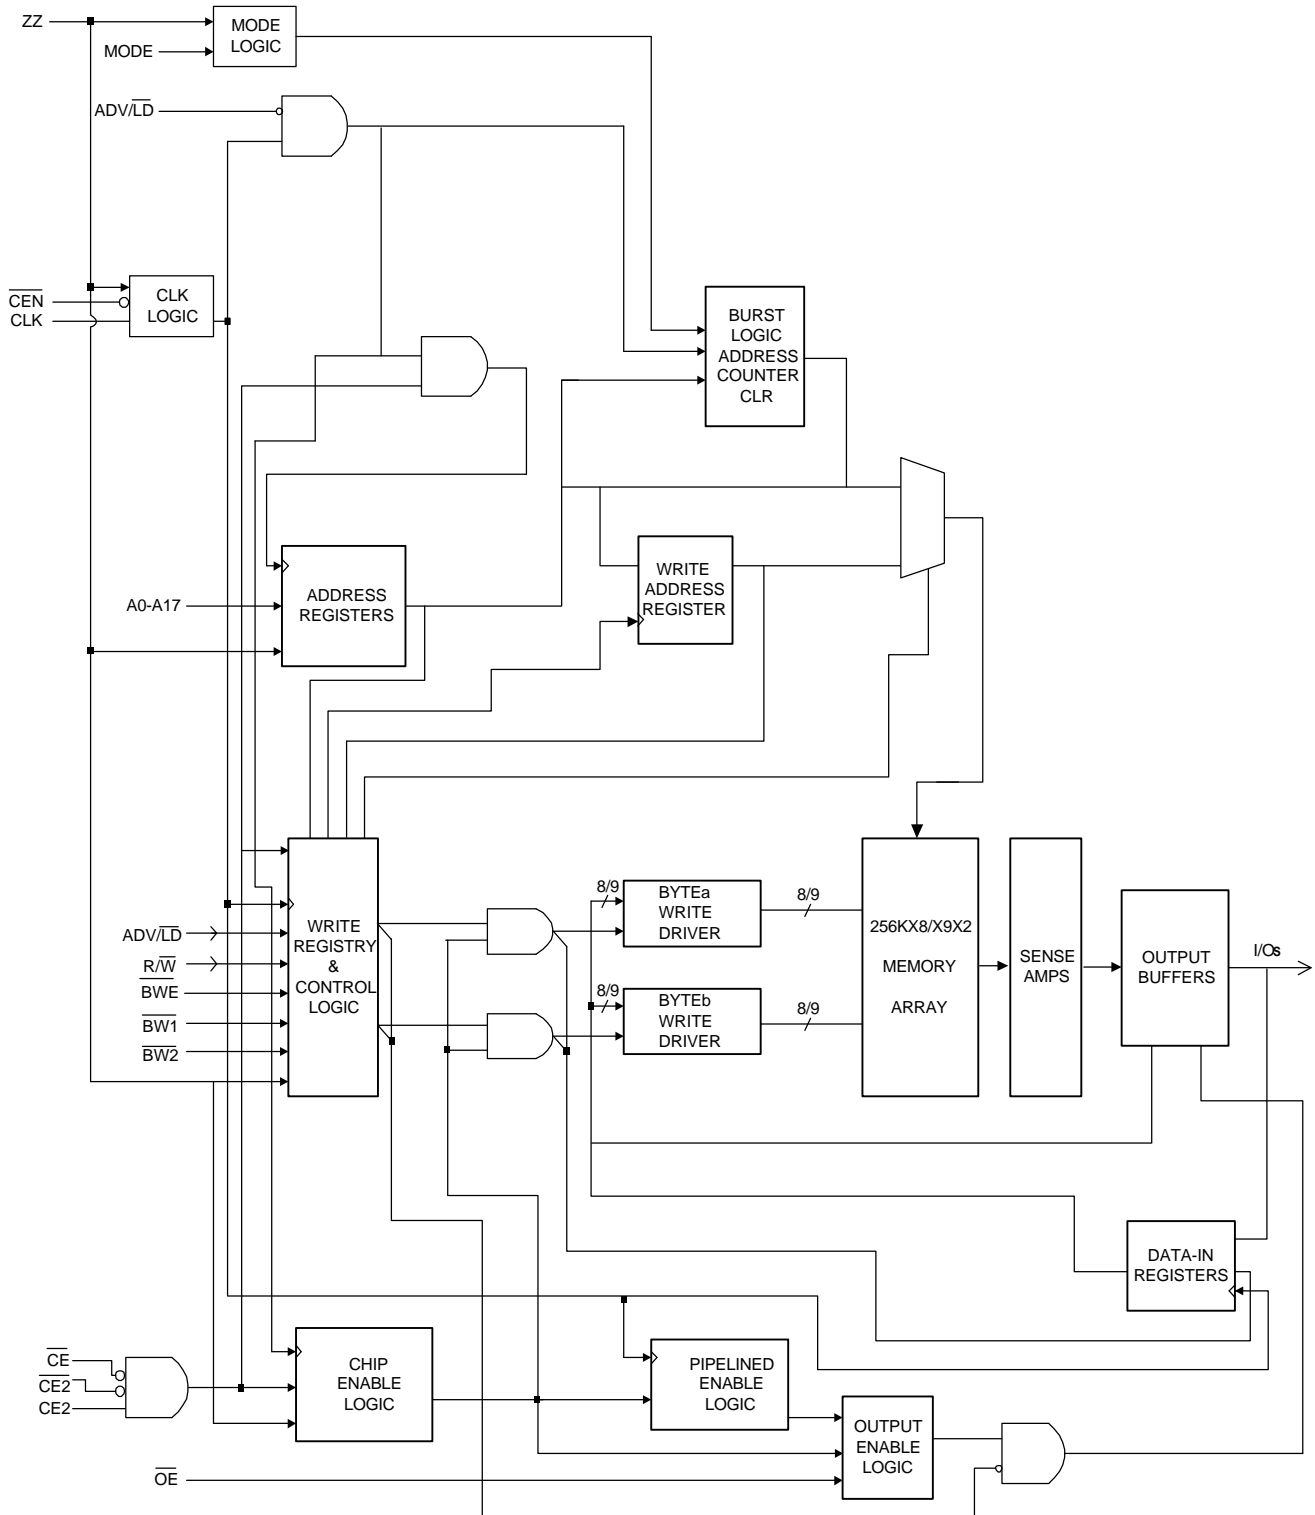 ZZ
MODE
MODE
LOGIC
ADV/LD
CEN
CLK
CLK
LOGIC
BURST
LOGIC
ADDRESS
COUNTER
CLR
A0-A17
ADDRESS
REGISTERS
WRITE
ADDRESS
REGISTER
ADV/LD
R/W
BWE
BW1
BW2
WRITE
REGISTRY
&
CONTROL
LOGIC
8/9
BYTEa
WRITE
DRIVER
8/9
8/9
BYTEb
WRITE
DRIVER
8/9
256KX8/X9X2
MEMORY
ARRAY
SENSE
AMPS
OUTPUT
BUFFERS
I/Os
DATA-IN
REGISTERS
CE
CE2
CE2
CHIP
ENABLE
LOGIC
PIPELINED
ENABLE
LOGIC
OUTPUT
ENABLE
LOGIC
OE